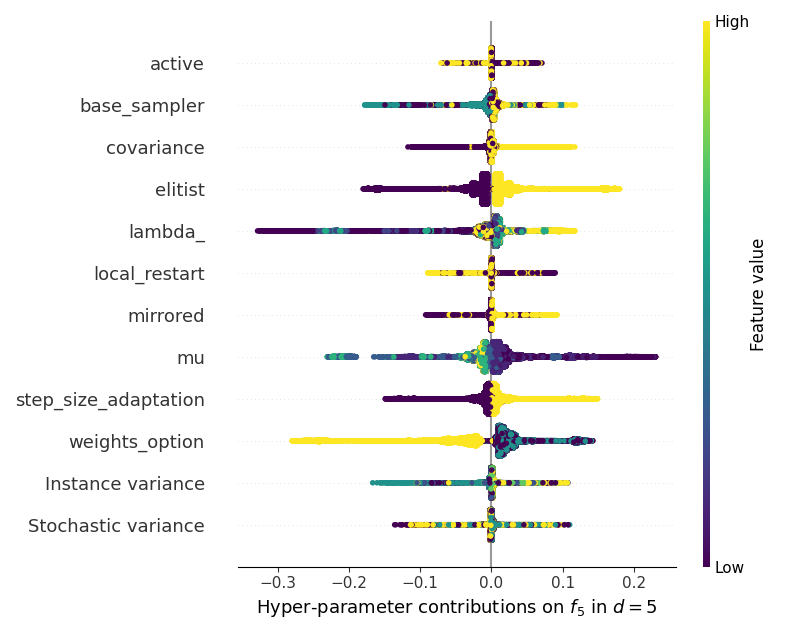 High
active
base_sampler
covariance
elitist
lambda_
local_restart
mirrored
mu
step_size_adaptation
weights_option
Instance variance
Stochastic variance
Feature value
Low
−0.3 −0.2 −0.1 0.0 0.1 0.2
Hyper-parameter contributions on f₅ in d = 5